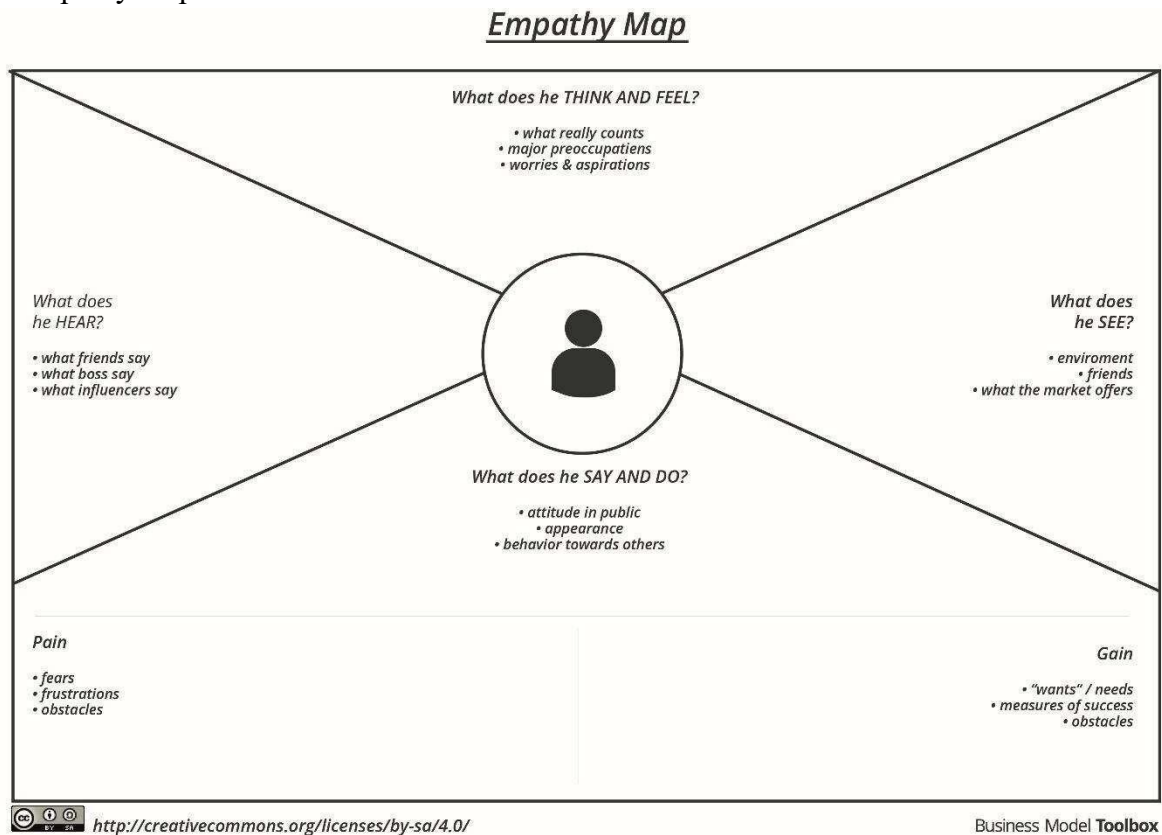 Empathy Map
What does he THINK AND FEEL?
• what really counts
• major preoccupatiens
• worries & aspirations
What does
he HEAR?
• what friends say
• what boss say
• what influencers say
What does
he SEE?
• enviroment
• friends
• what the market offers
What does he SAY AND DO?
• attitude in public
• appearance
• behavior towards others
Pain
• fears
• frustrations
• obstacles
Gain
• “wants” / needs
• measures of success
• obstacles
cc BY SA http://creativecommons.org/licenses/by-sa/4.0/
Business Model Toolbox